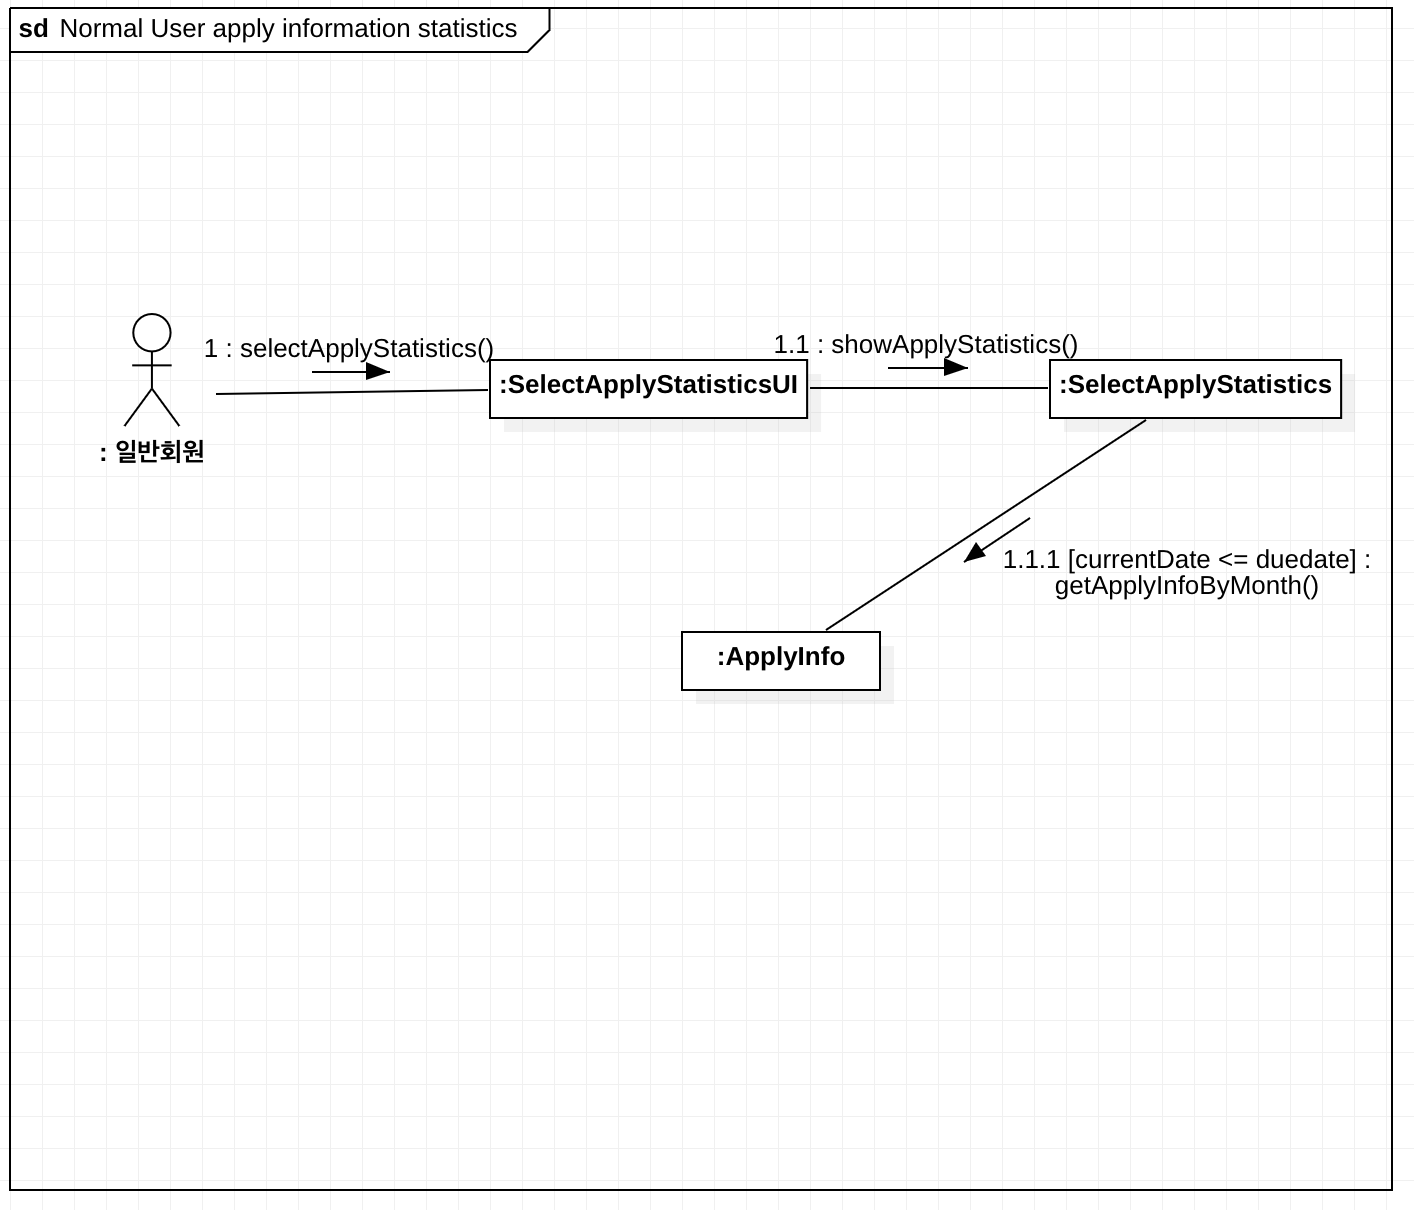 sd Normal User apply information statistics
1 : selectApplyStatistics()
1.1 : showApplyStatistics()
:SelectApplyStatisticsUI
:SelectApplyStatistics
: 일반회원
1.1.1 [currentDate <= duedate] :
getApplyInfoByMonth()
:ApplyInfo